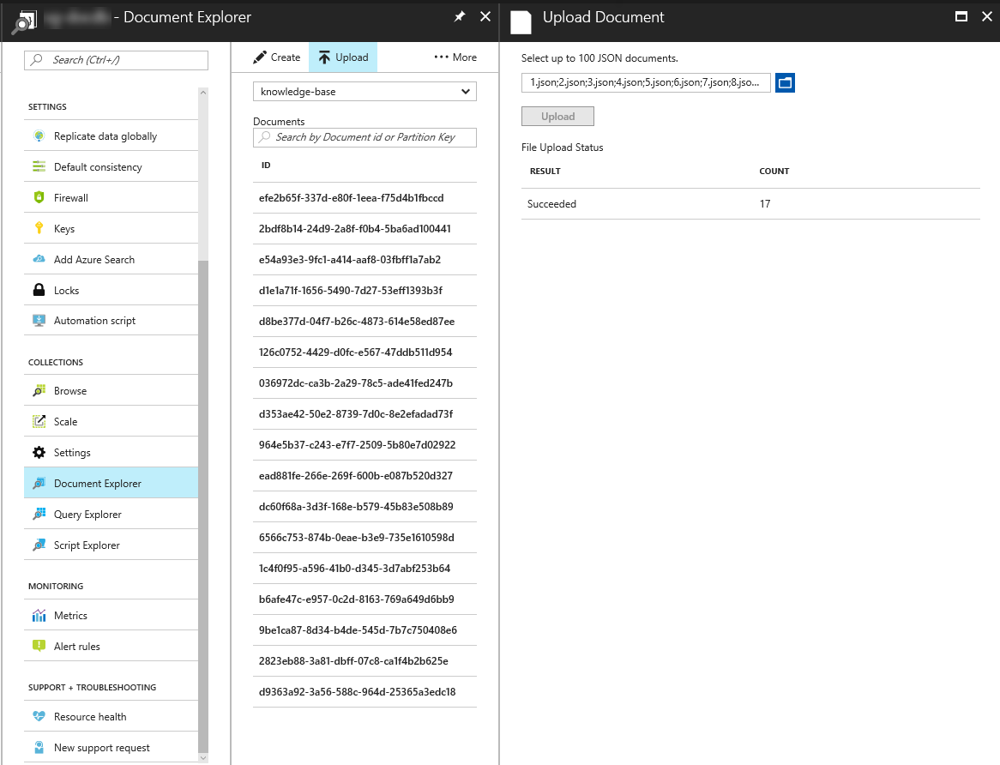 - Document Explorer
Search (Ctrl+/)
SETTINGS
Replicate data globally
Default consistency
Firewall
Keys
Add Azure Search
Locks
Automation script
COLLECTIONS
Browse
Scale
Settings
Document Explorer
Query Explorer
Script Explorer
MONITORING
Metrics
Alert rules
SUPPORT + TROUBLESHOOTING
Resource health
New support request
Create
Upload
More
knowledge-base
Documents
Search by Document id or Partition Key
ID
efe2b65f-337d-e80f-1eea-f75d4b1fbccd
2bdf8b14-24d9-2a8f-f0b4-5ba6ad100441
e54a93e3-9fc1-a414-aaf8-03fbff1a7ab2
d1e1a71f-1656-5490-7d27-53eff1393b3f
d8be377d-04f7-b26c-4873-614e58ed87ee
126c0752-4429-d0fc-e567-47ddb511d954
036972dc-ca3b-2a29-78c5-ade41fed247b
d353ae42-50e2-8739-7d0c-8e2efadad73f
964e5b37-c243-e7f7-2509-5b80e7d02922
ead881fe-266e-269f-600b-e087b520d327
dc60f68a-3d3f-168e-b579-45b83e508b89
6566c753-874b-0eae-b3e9-735e1610598d
1c4f0f95-a596-41b0-d345-3d7abf253b64
b6afe47c-e957-0c2d-8163-769a649d6bb9
9be1ca87-8d34-b4de-545d-7b7c750408e6
2823eb88-3a81-dbff-07c8-ca1f4b2b625e
d9363a92-3a56-588c-964d-25365a3edc18
Upload Document
Select up to 100 JSON documents.
1.json;2.json;3.json;4.json;5.json;6.json;7.json;8.jso...
Upload
File Upload Status
RESULT COUNT
Succeeded 17